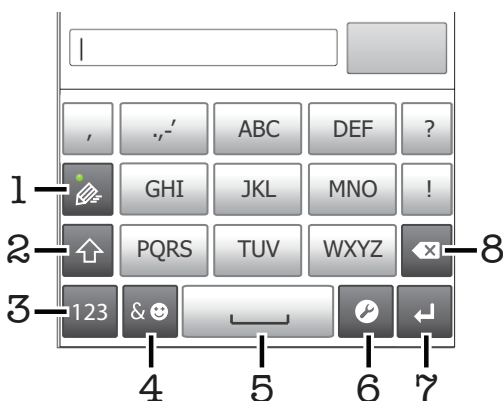 , .,-′ ABC DEF ?
1 GHI JKL MNO !
2 PQRS TUV WXYZ 8
3 123 &
4 5 6 7